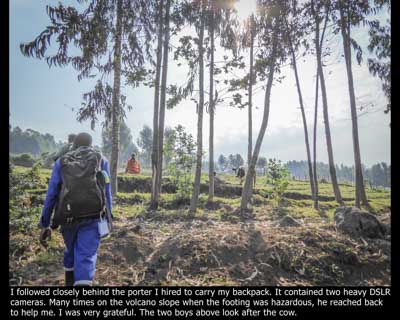 I followed closely behind the porter I hired to carry my backpack. It contained two heavy DSLR
cameras. Many times on the volcano slope when the footing was hazardous, he reached back
to help me. I was very grateful. The two boys above look after the cow.